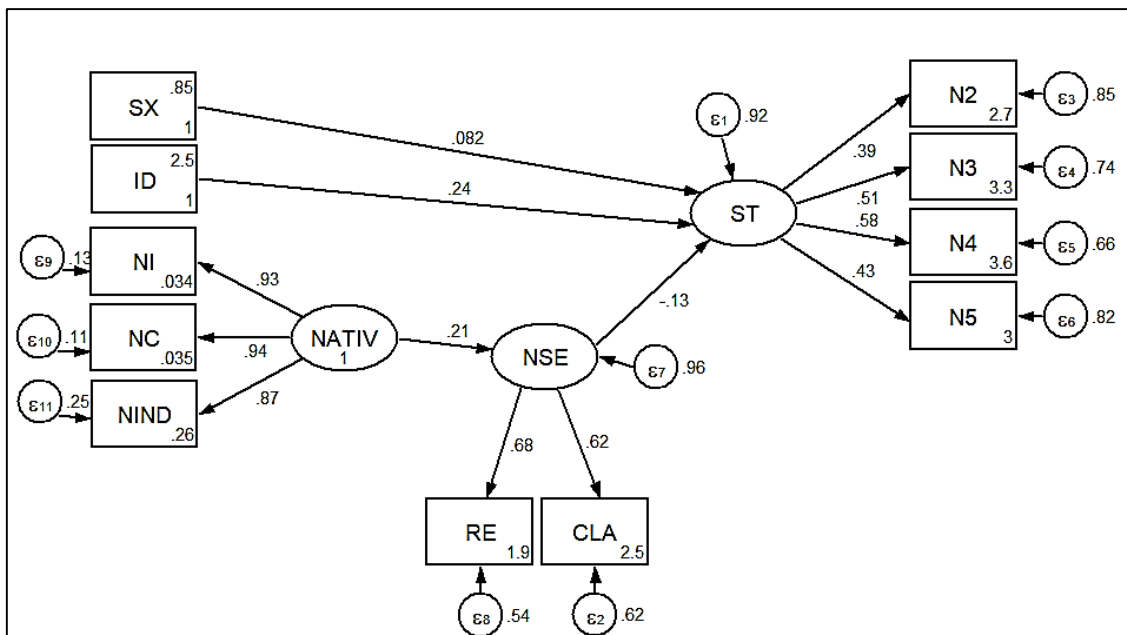 .85
SX
1
2.5
ID
1
ε9 .13
NI
.034
ε10 .11
NC
.035
ε11 .25
NIND
.26
.93
.94
.87
NATIV
1
.21
.082
.24
ε1 .92
ST
-.13
NSE
ε7 .96
.68
.62
RE
1.9
CLA
2.5
ε8 .54
ε2 .62
.39
.51
.58
.43
N2
2.7
ε3 .85
N3
3.3
ε4 .74
N4
3.6
ε5 .66
N5
3
ε6 .82